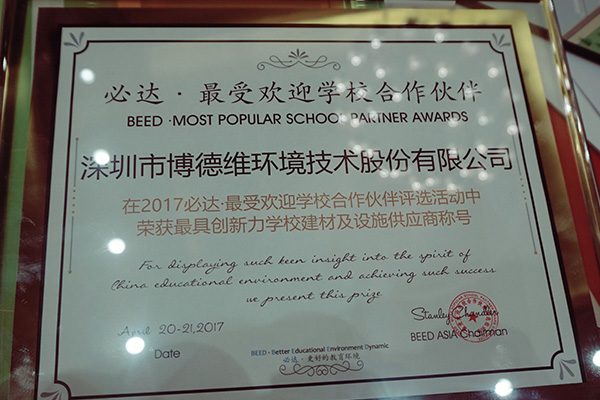 必达·最受欢迎学校合作伙伴
BEED ·MOST POPULAR SCHOOL PARTNER AWARDS
深圳市博德维环境技术股份有限公司
在2017必达·最受欢迎学校合作伙伴评选活动中
荣获最具创新力学校建材及设施供应商称号
For displaying such keen insight into the spirit of
China educational environment and achieving such success
we present this prize
April 20-21,2017
Stanley Chandler
Date
BEED ASIA Chairman
BEED - Better Educational Environment Dynamic
必达·更好的教育环境